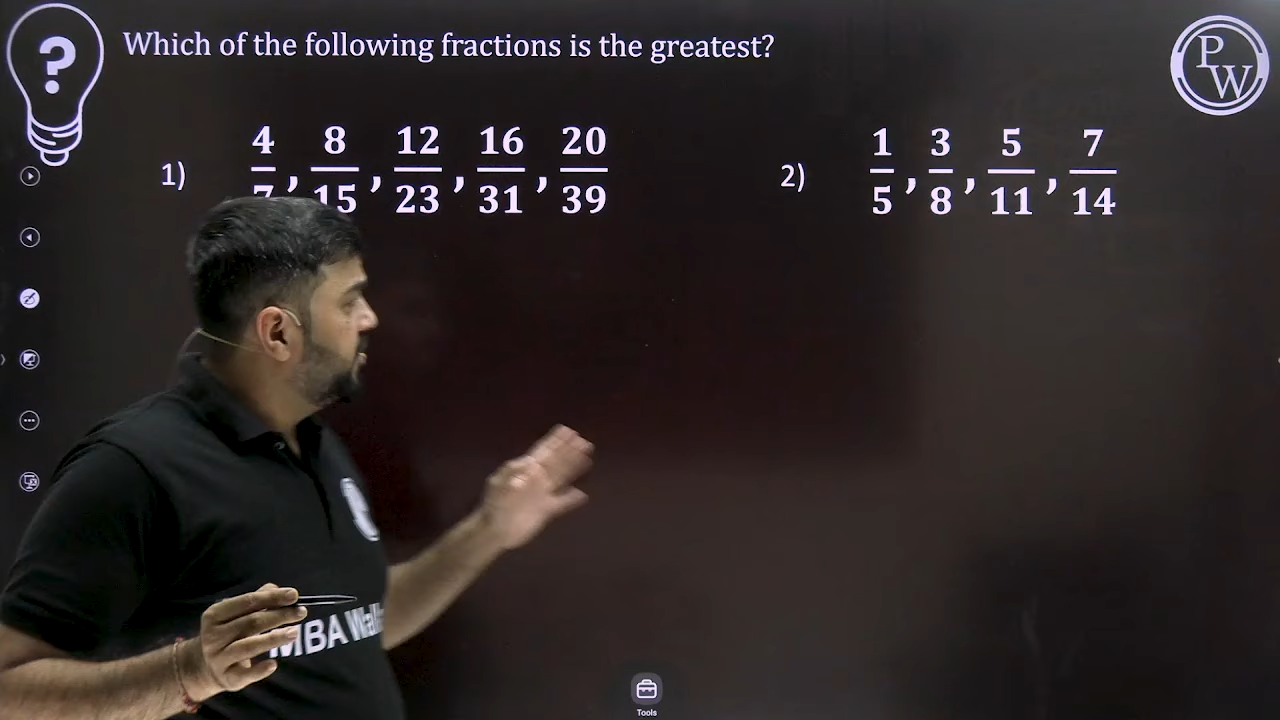 ?
Which of the following fractions is the greatest?
PW
1) 4/7, 8/15, 12/23, 16/31, 20/39
2) 1/5, 3/8, 5/11, 7/14
MBA Wal
Tools